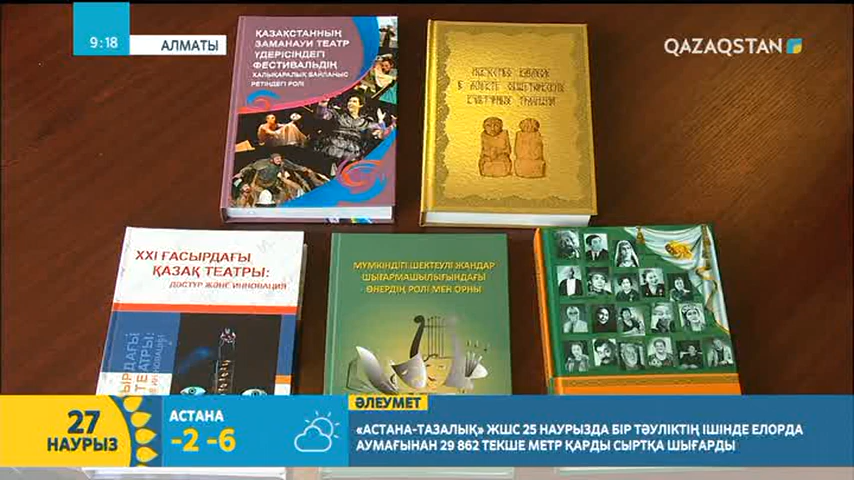 9:18
АЛМАТЫ
QAZAQSTAN
ҚАЗАҚСТАННЫҢ
ЗАМАНАУИ ТЕАТР
ҮДЕРІСІНДЕГІ
ФЕСТИВАЛЬДІҢ
ХАЛЫҚАРАЛЫҚ БАЙЛАНЫС
РЕТІНДЕГІ РОЛІ
ХХІ ҒАСЫРДАҒЫ
ҚАЗАҚ ТЕАТРЫ:
ДӘСТҮР ЖӘНЕ ИННОВАЦИЯ
МҮМКІНДІГІ ШЕКТЕУЛІ ЖАНДАР
ШЫҒАРМАШЫЛЫҒЫНДАҒЫ
ӨНЕРДІҢ РОЛІ МЕН ОРНЫ
27
НАУРЫЗ
АСТАНА
-2 -6
ӘЛЕУМЕТ
«АСТАНА-ТАЗАЛЫҚ» ЖШС 25 НАУРЫЗДА БІР ТӘУЛІКТІҢ ІШІНДЕ ЕЛОРДА
АУМАҒЫНАН 29 862 ТЕКШЕ МЕТР ҚАРДЫ СЫРТҚА ШЫҒАРДЫ